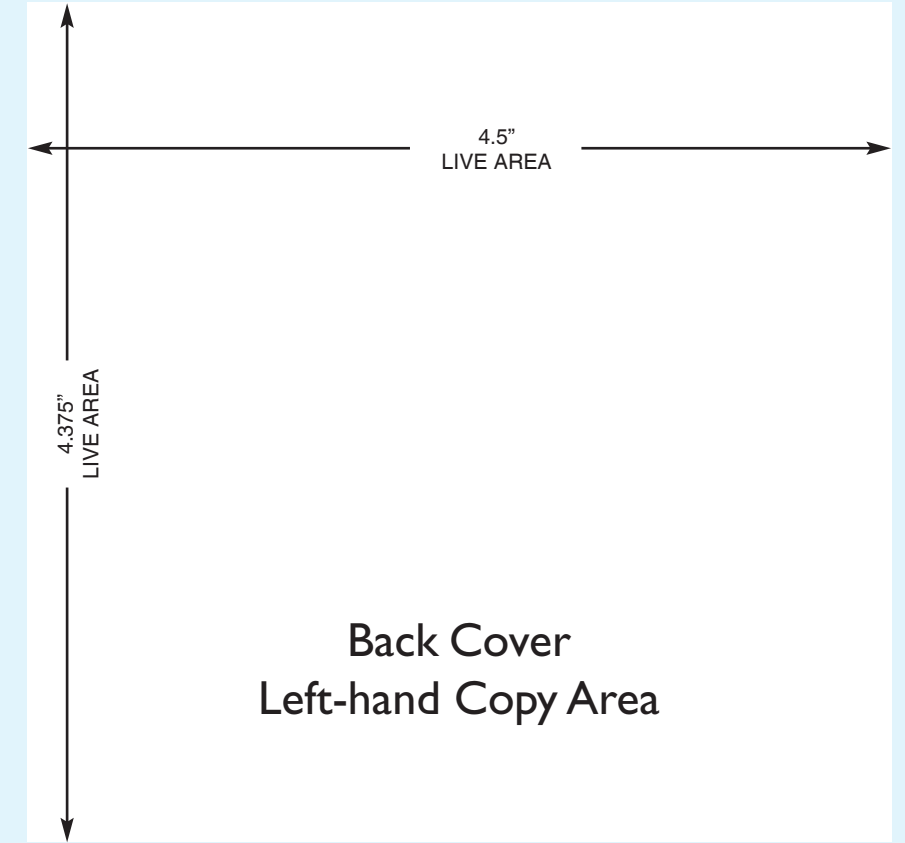 4.5”
LIVE AREA
4.375”
LIVE AREA
Back Cover
Left-hand Copy Area